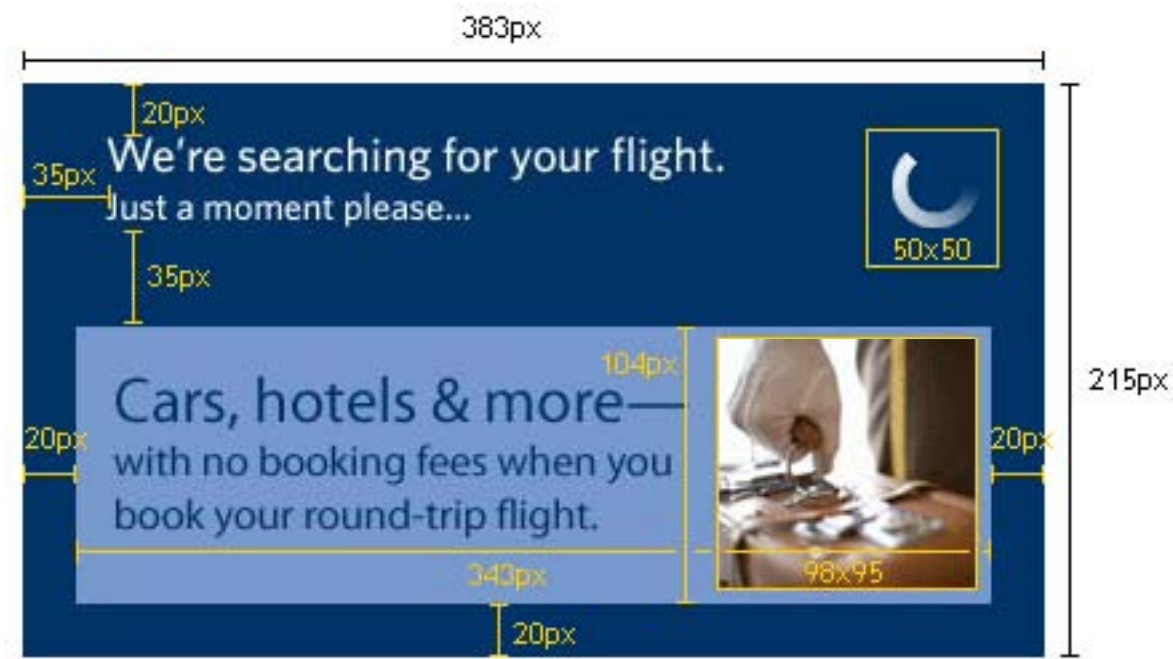 383px
20px
We're searching for your flight.
35px
Just a moment please...
50x50
35px
104px
Cars, hotels & more—
215px
20px
20px
with no booking fees when you
book your round-trip flight.
343px
98x95
20px